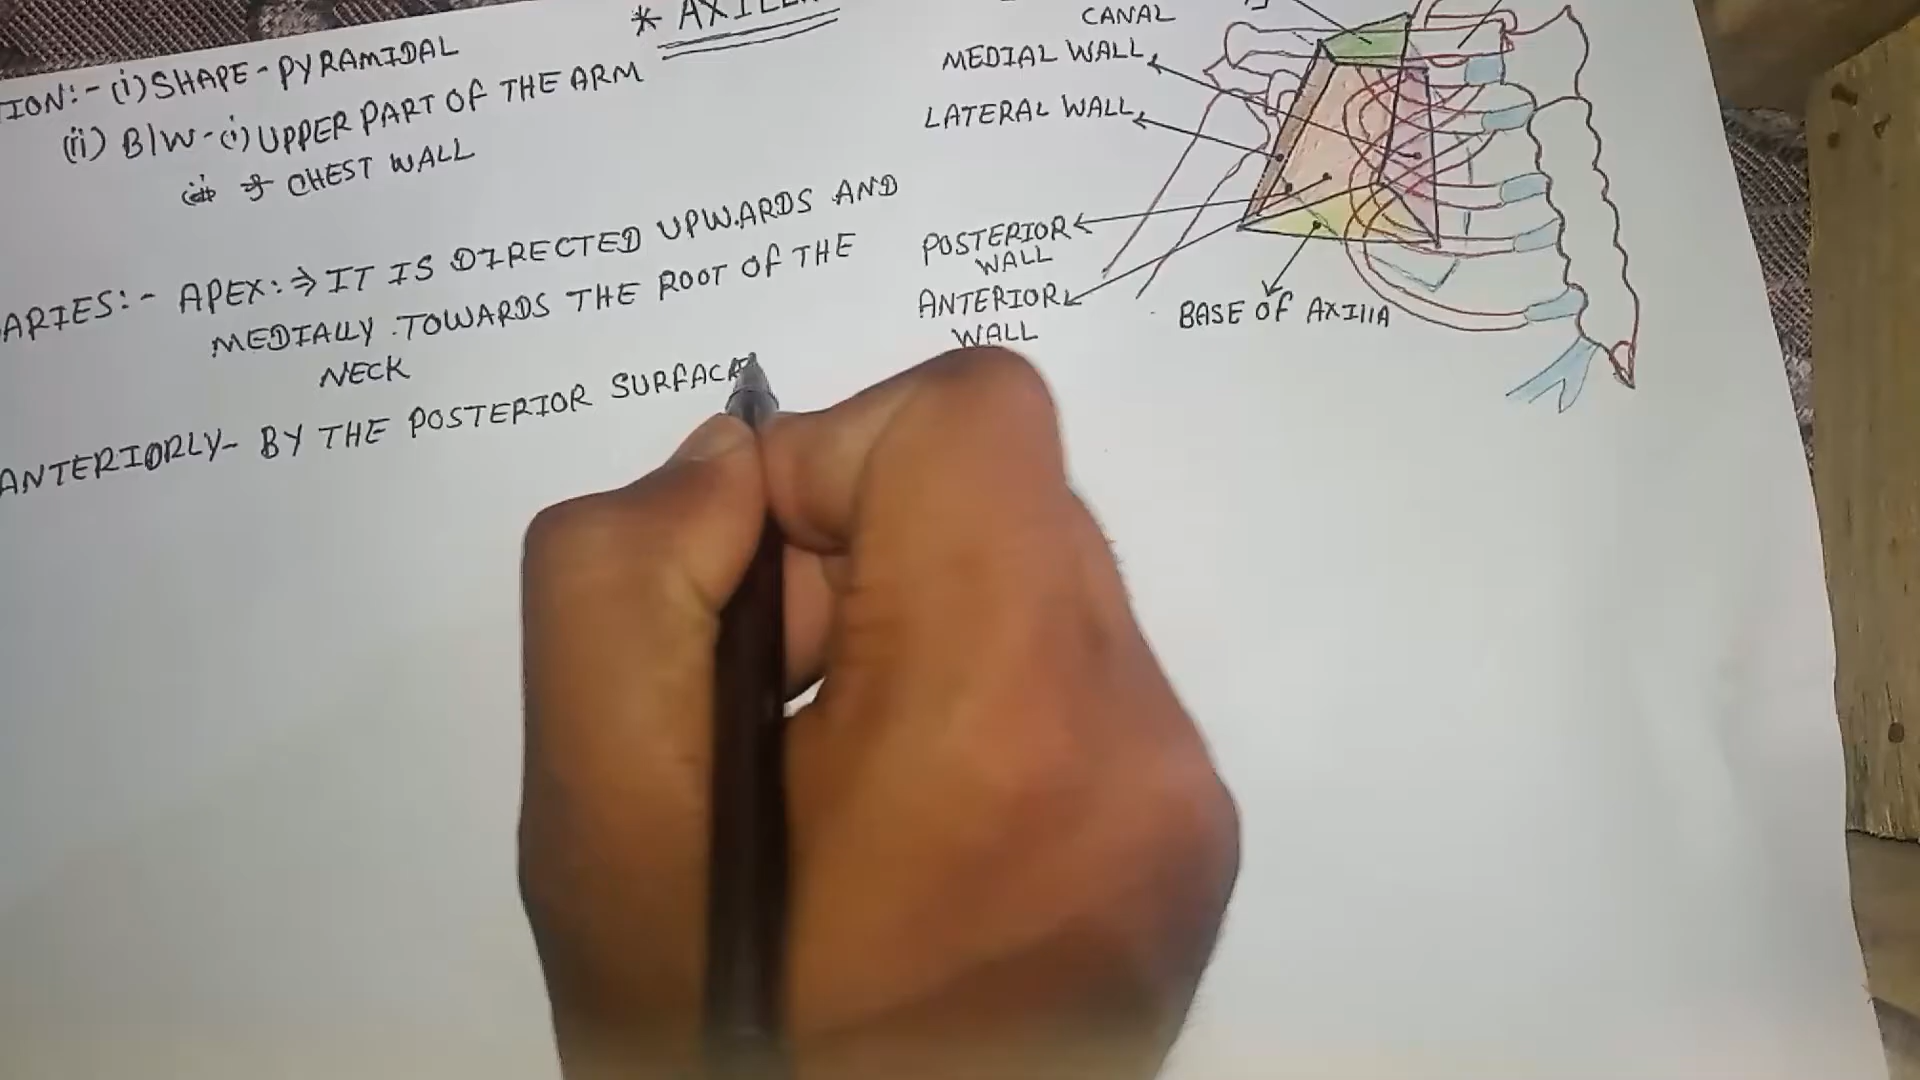 * AXILL
ION:- (i) SHAPE - PYRAMIDAL
(ii) B/W - (i) UPPER PART OF THE ARM
CHEST WALL
ARIES:- APEX:⇒ IT IS DIRECTED UPWARDS AND
MEDIALLY TOWARDS THE ROOT OF THE
NECK
ANTERIORLY- BY THE POSTERIOR SURFACE
CANAL
MEDIAL WALL
LATERAL WALL
POSTERIOR
WALL
ANTERIOR
WALL
BASE OF AXIllA